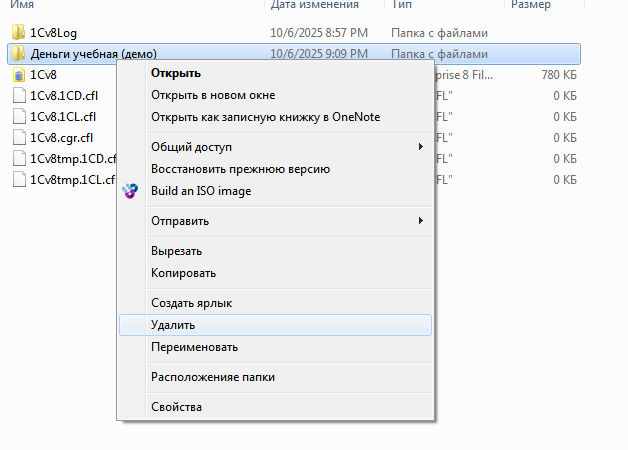 Имя Дата изменения Тип Размер
1Cv8Log 10/6/2025 8:57 PM Папка с файлами
Деньги учебная (демо) 10/6/2025 9:09 PM Папка с файлами
1Cv8 prise 8 Fil... 780 КБ
1Cv8.1CD.cfl FL" 0 КБ
1Cv8.1CL.cfl FL" 0 КБ
1Cv8.cgr.cfl FL" 0 КБ
1Cv8tmp.1CD.cf FL" 0 КБ
1Cv8tmp.1CL.cf FL" 0 КБ
Открыть
Открыть в новом окне
Открыть как записную книжку в OneNote
Общий доступ
Восстановить прежнюю версию
Build an ISO image
Отправить
Вырезать
Копировать
Создать ярлык
Удалить
Переименовать
Расположенияе папки
Свойства